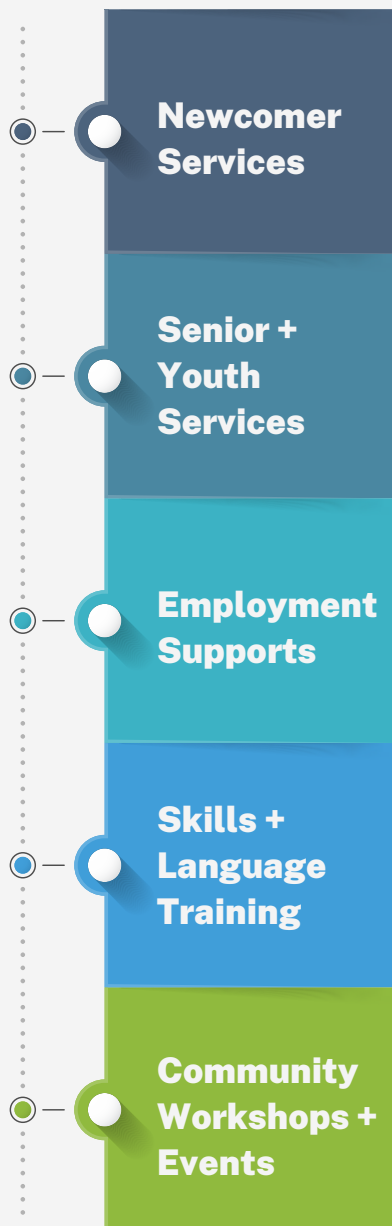 Newcomer
Services
Senior +
Youth
Services
Employment
Supports
Skills +
Language
Training
Community
Workshops +
Events